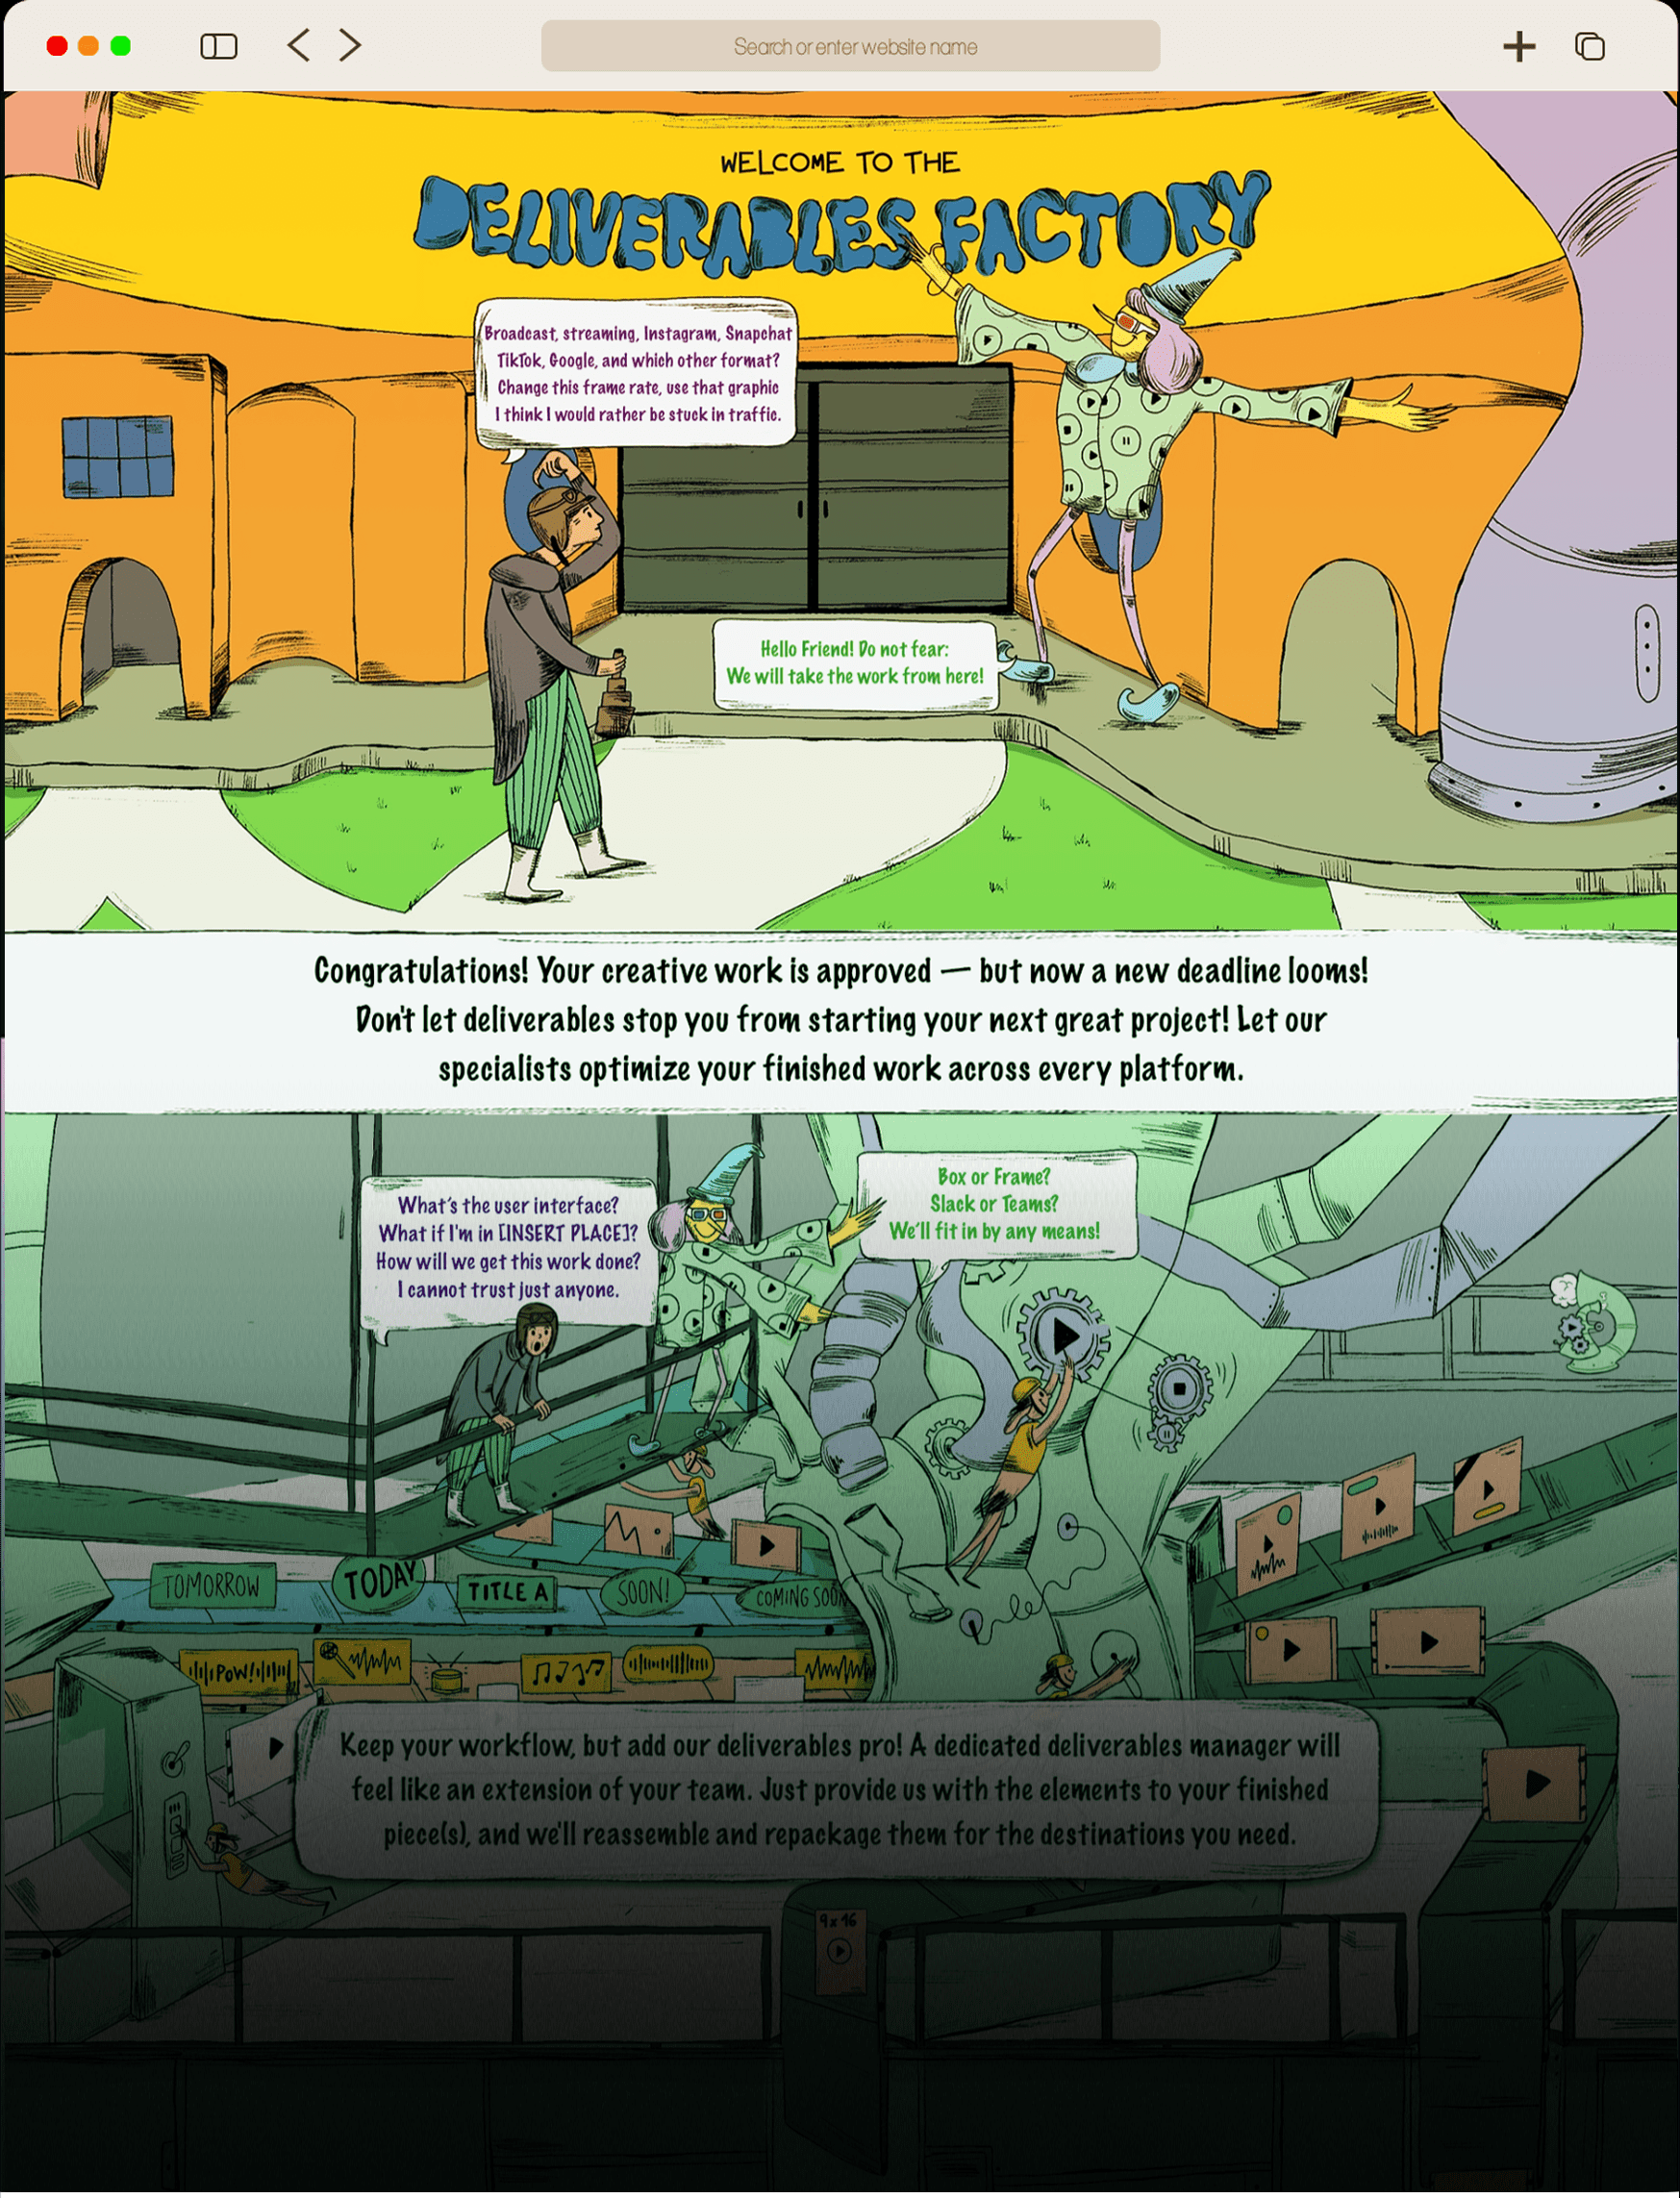 Search or enter website name
WELCOME TO THE
DELIVERABLES FACTORY
Broadcast, streaming, Instagram, Snapchat
TikTok, Google, and which other format?
Change this frame rate, use that graphic
I think I would rather be stuck in traffic.
Hello Friend! Do not fear:
We will take the work from here!
Congratulations! Your creative work is approved — but now a new deadline looms!
Don't let deliverables stop you from starting your next great project! Let our
specialists optimize your finished work across every platform.
What's the user interface?
What if I'm in [INSERT PLACE]?
How will we get this work done?
I cannot trust just anyone.
Box or Frame?
Slack or Teams?
We'll fit in by any means!
TOMORROW
TODAY
TITLE A
SOON!
COMING SOON
POW!
Keep your workflow, but add our deliverables pro! A dedicated deliverables manager will
feel like an extension of your team. Just provide us with the elements to your finished
piece(s), and we'll reassemble and repackage them for the destinations you need.
9x16